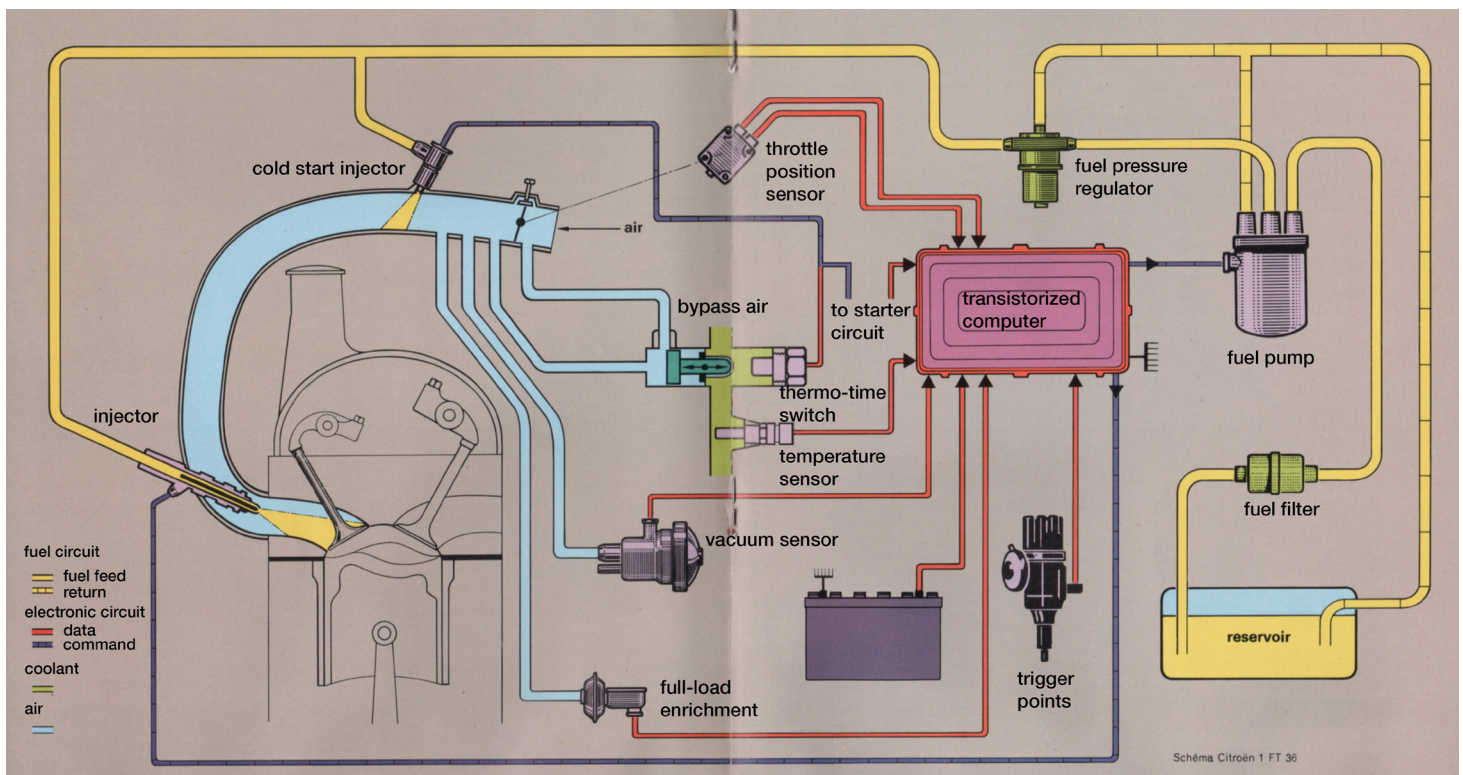 cold start injector
throttle
position
sensor
fuel pressure
regulator
air
bypass air
to starter
circuit
transistorized
computer
fuel pump
injector
thermo-time
switch
temperature
sensor
fuel filter
vacuum sensor
fuel circuit
fuel feed
return
electronic circuit
data
command
coolant
air
reservoir
full-load
enrichment
trigger
points
Schéma Citroën 1 FT 36